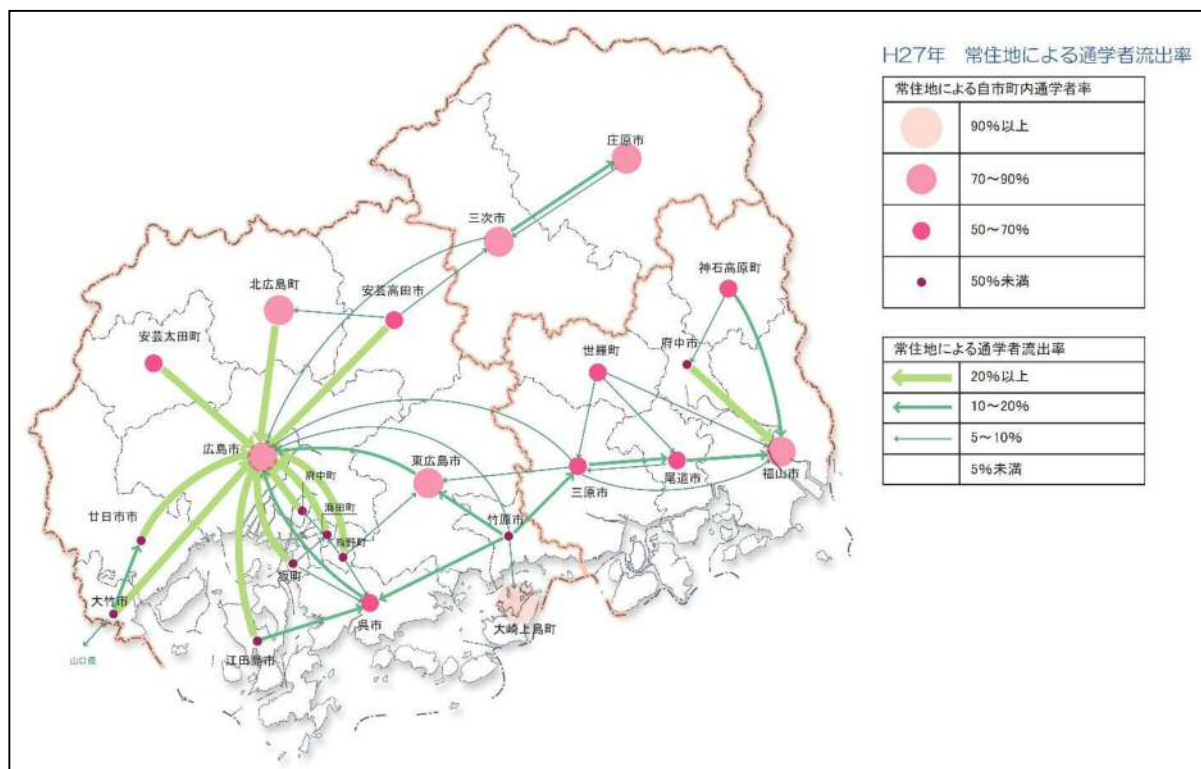 H27年 常住地による通学者流出率
常住地による自市町内通学者率
90%以上
70～90%
50～70%
50%未満
常住地による通学者流出率
20%以上
10～20%
5～10%
5%未満
庄原市
三次市
神石高原町
北広島町
安芸高田市
安芸太田町
府中市
世羅町
広島市
東広島市
府中町
海田町
熊野町
三原市
尾道市
福山市
廿日市市
竹原市
坂町
大竹市
呉市
大崎上島町
山口県
江田島市